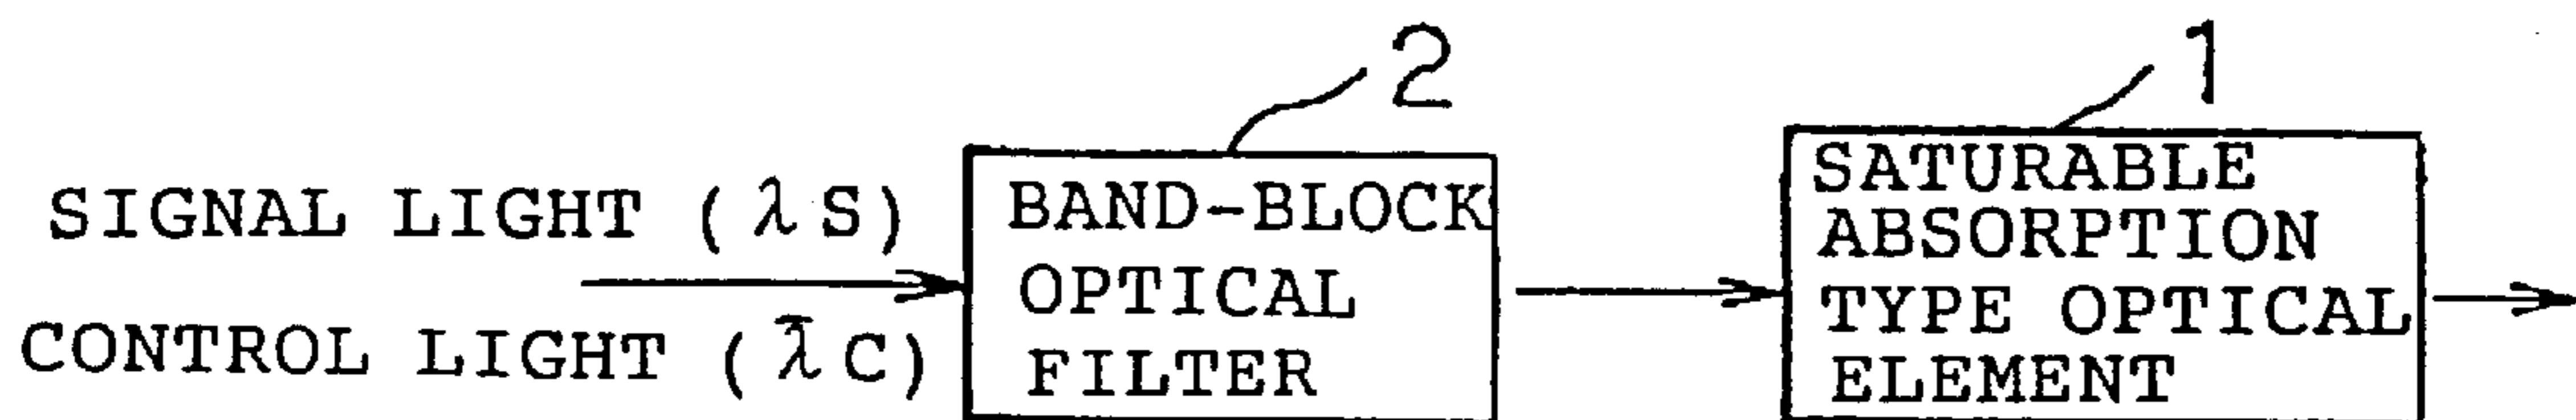 2
1
SIGNAL LIGHT (λS)
CONTROL LIGHT (λ̄C)
BAND-BLOCK
OPTICAL
FILTER
SATURABLE
ABSORPTION
TYPE OPTICAL
ELEMENT